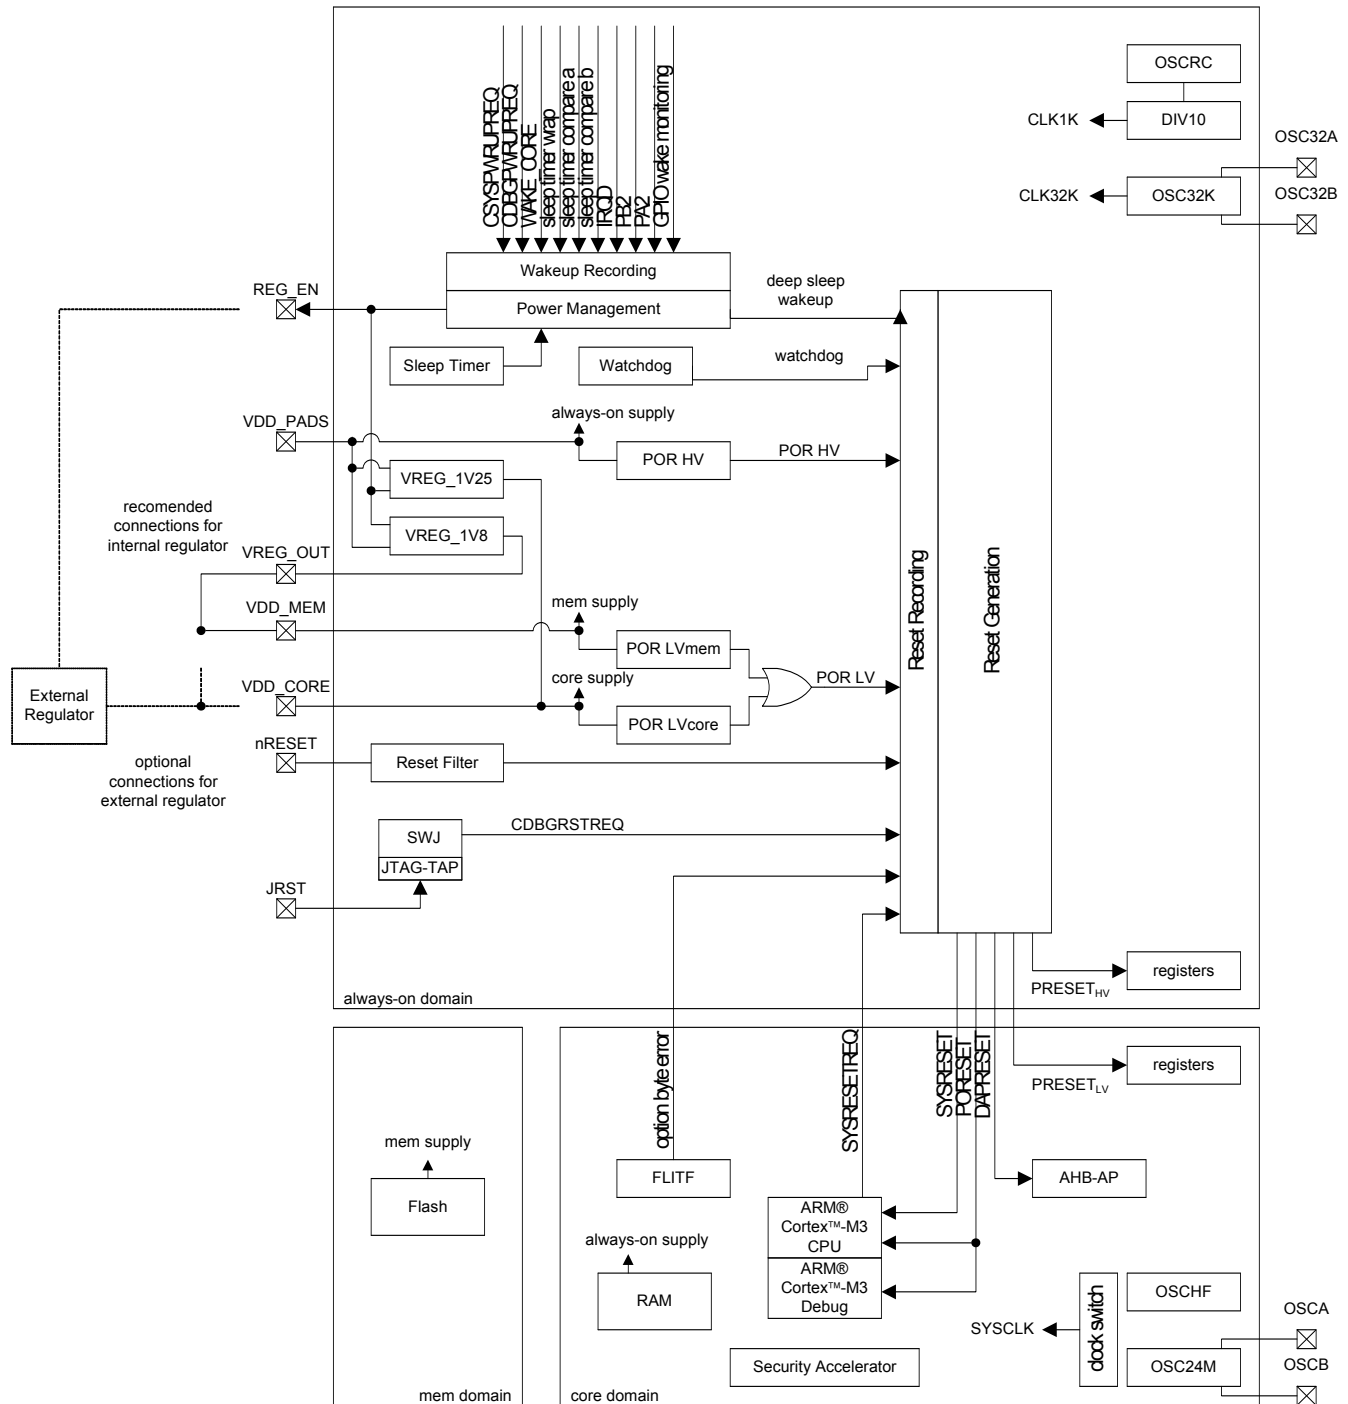 CSYSPWRUPREQ
CDBGPWRUPREQ
WAKE_CORE
sleep timer wrap
sleep timer compare a
sleep timer compare b
IRQD
PB2
PA2
GPIO wake monitoring
OSCRC
CLK1K
DIV10
OSC32A
CLK32K
OSC32K
OSC32B
Wakeup Recording
Power Management
REG_EN
deep sleep
wakeup
Sleep Timer
Watchdog
watchdog
VDD_PADS
always-on supply
POR HV
POR HV
VREG_1V25
VREG_1V8
recomended
connections for
internal regulator
VREG_OUT
VDD_MEM
mem supply
POR LVmem
POR LV
External
Regulator
VDD_CORE
core supply
POR LVcore
nRESET
Reset Filter
optional
connections for
external regulator
Reset Recording
Reset Generation
SWJ
JTAG-TAP
CDBGRSTREQ
JRST
registers
PRESETHV
always-on domain
option byte error
SYSRESETREQ
SYSRESET
PORESET
DAPRESET
registers
PRESETLV
mem supply
Flash
FLITF
AHB-AP
ARM®
Cortex™-M3
CPU
ARM®
Cortex™-M3
Debug
always-on supply
RAM
SYSCLK
clock switch
OSCHF
OSCA
OSC24M
OSCB
Security Accelerator
mem domain
core domain